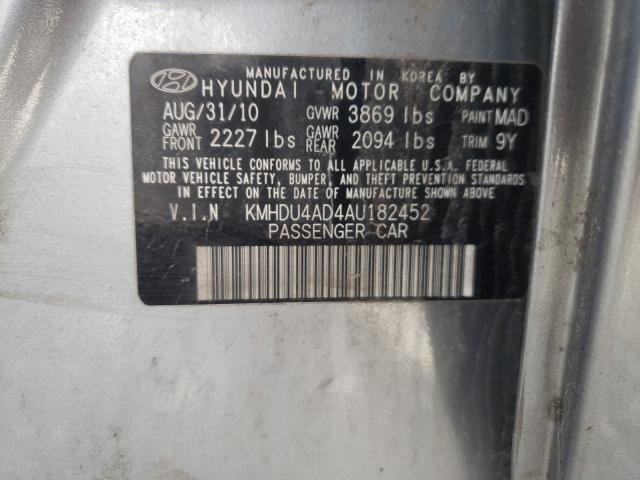 MANUFACTURED IN KOREA BY
HYUNDAI MOTOR COMPANY
AUG/31/10 GVWR 3869 lbs PAINT MAD
GAWR FRONT 2227 lbs GAWR REAR 2094 lbs TRIM 9Y
THIS VEHICLE CONFORMS TO ALL APPLICABLE U.S.A. FEDERAL
MOTOR VEHICLE SAFETY, BUMPER, AND THEFT PREVENTION STANDARDS
IN EFFECT ON THE DATE OF MANUFACTURE SHOWN ABOVE
V.I.N KMHDU4AD4AU182452
PASSENGER CAR